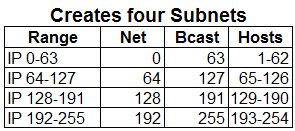 Creates four Subnets
Range Net Bcast Hosts
IP 0-63 0 63 1-62
IP 64-127 64 127 65-126
IP 128-191 128 191 129-190
IP 192-255 192 255 193-254